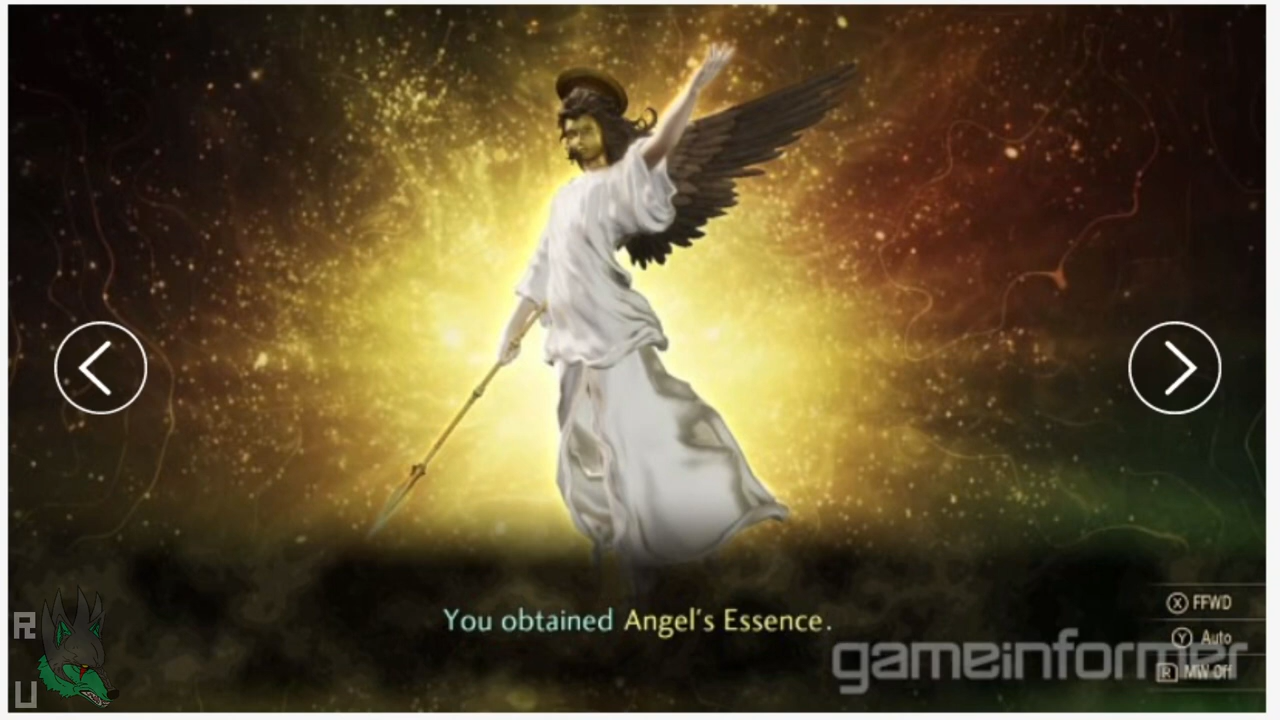 You obtained Angel's Essence.
X FFWD
Y Auto
R MW Off
gameinformer
R
U